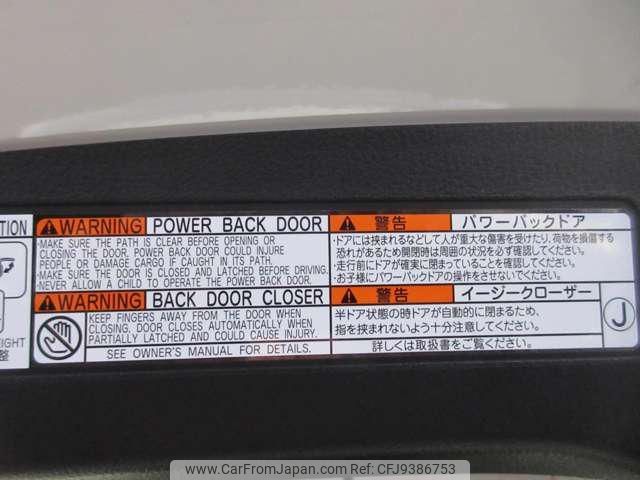 TION
WARNING POWER BACK DOOR
·MAKE SURE THE PATH IS CLEAR BEFORE OPENING OR
CLOSING THE DOOR. POWER BACK DOOR COULD INJURE
PEOPLE OR DAMAGE CARGO IF CAUGHT IN ITS PATH.
·MAKE SURE THE DOOR IS CLOSED AND LATCHED BEFORE DRIVING.
·NEVER ALLOW A CHILD TO OPERATE THE POWER BACK DOOR.
WARNING BACK DOOR CLOSER
KEEP FINGERS AWAY FROM THE DOOR WHEN
CLOSING. DOOR CLOSES AUTOMATICALLY WHEN
PARTIALLY LATCHED AND COULD CAUSE INJURY.
SEE OWNER'S MANUAL FOR DETAILS.
警告 パワーバックドア
・ドアには挟まれるなどして人が重大な傷害を受けたり、荷物を損傷する
恐れがあるため開閉時は周囲の状況を必ず確認してください。
・走行前にドアが確実に閉まっていることを確認してください。
・お子様にパワーバックドアの操作をさせないでください。
警告 イージークローザー
半ドア状態の時ドアが自動的に閉まるため、
指を挟まれないよう十分注意してください。
詳しくは取扱書をご覧ください。
J
EIGHT
整
www.CarFromJapan.com - Photo ID: CFJ9386753